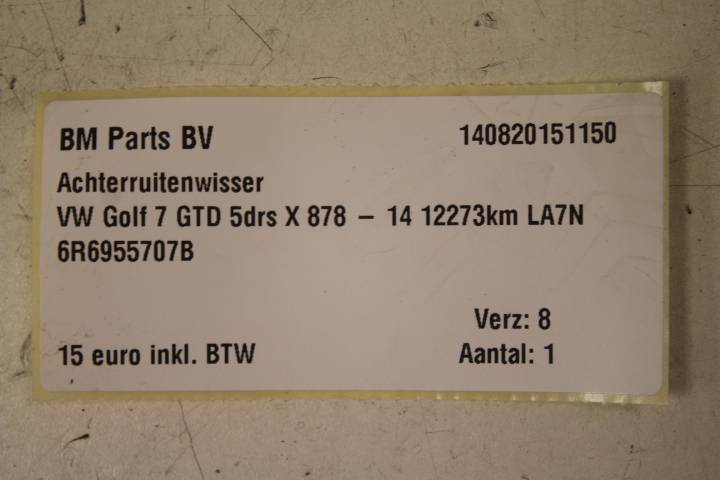 BM Parts BV 140820151150
Achterruitenwisser
VW Golf 7 GTD 5drs X 878 – 14 12273km LA7N
6R6955707B
Verz: 8
15 euro inkl. BTW Aantal: 1